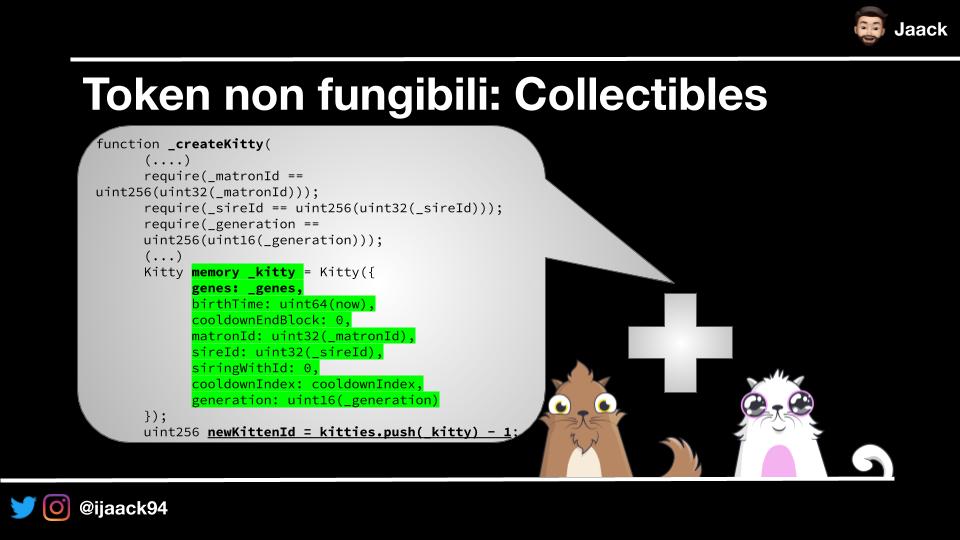 Jaack
Token non fungibili: Collectibles
function _createKitty(
(....)
require(_matronId ==
uint256(uint32(_matronId)));
require(_sireId == uint256(uint32(_sireId)));
require(_generation ==
uint256(uint16(_generation)));
(...)
Kitty memory _kitty = Kitty({
genes: _genes,
birthTime: uint64(now),
cooldownEndBlock: 0,
matronId: uint32(_matronId),
sireId: uint32(_sireId),
siringWithId: 0,
cooldownIndex: cooldownIndex,
generation: uint16(_generation)
});
uint256 newKittenId = kitties.push(_kitty) - 1;
@ijaack94